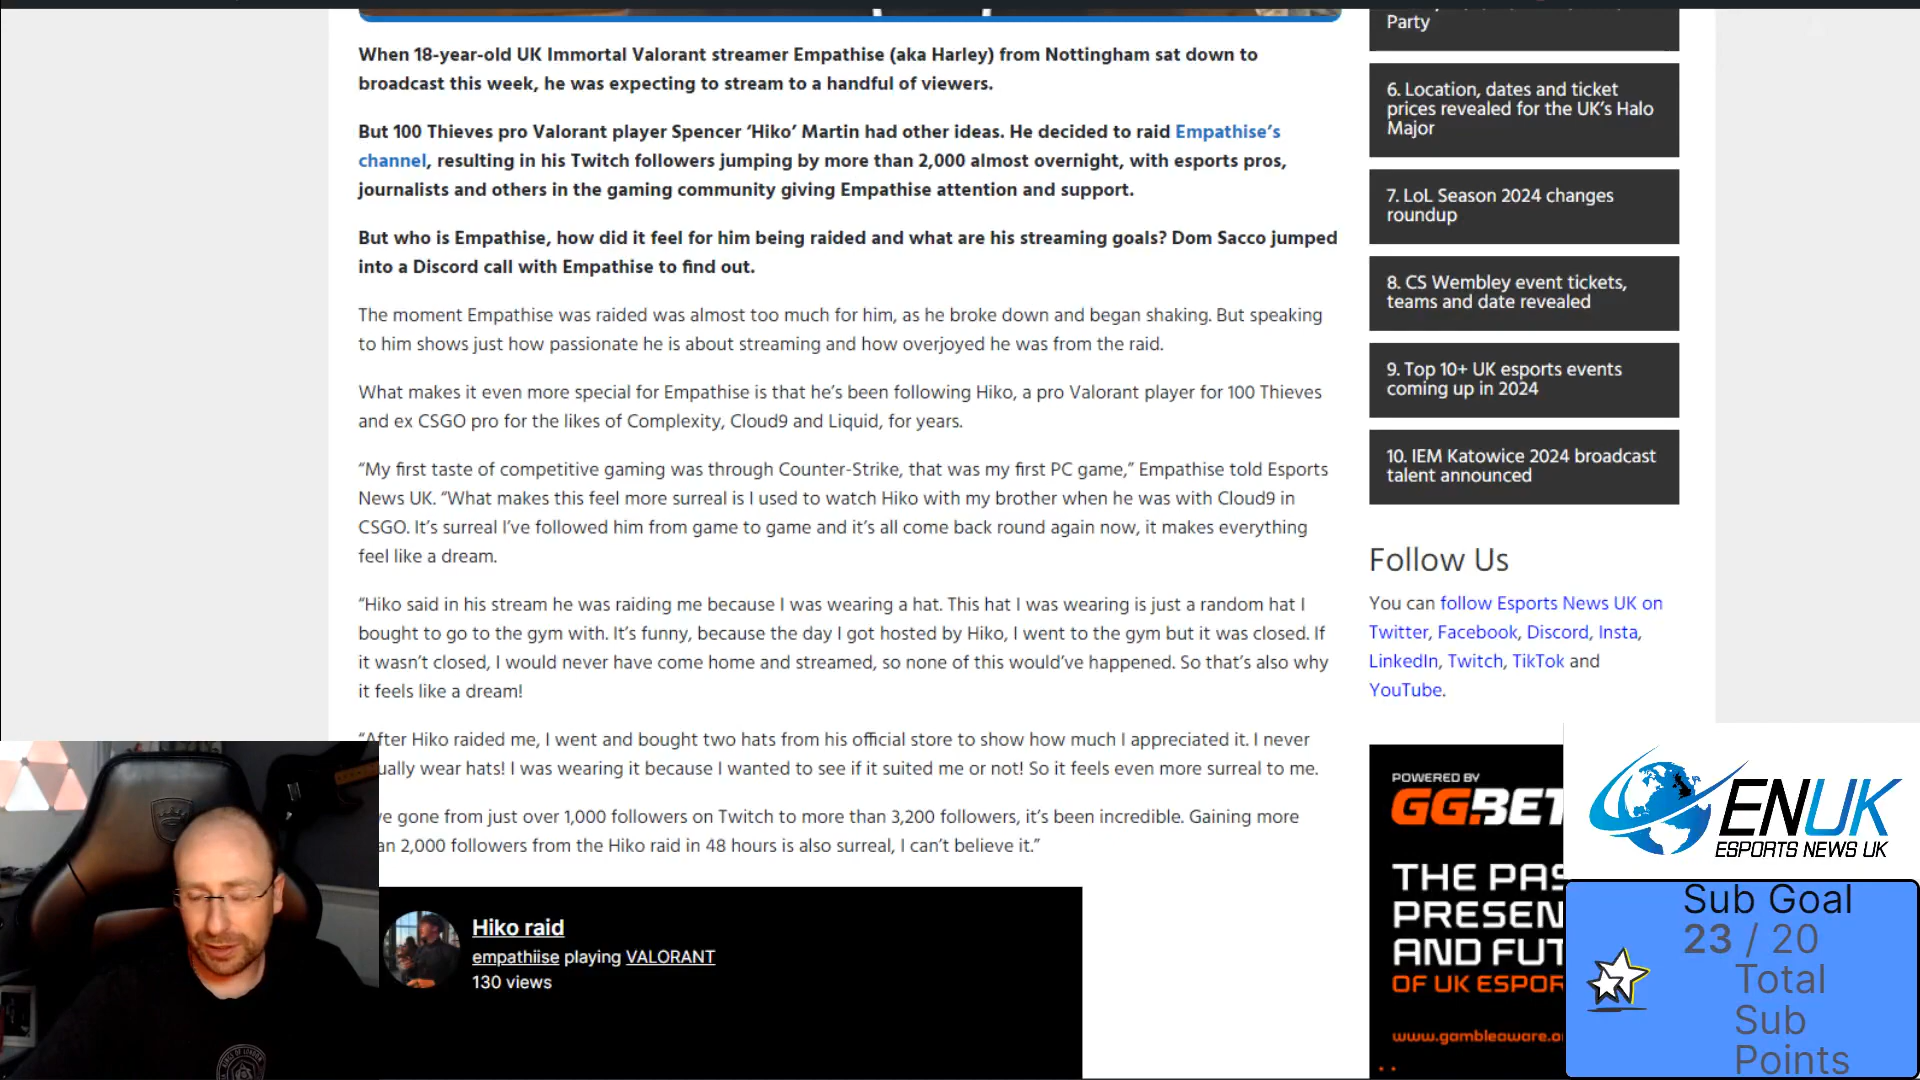 When 18-year-old UK Immortal Valorant streamer Empathise (aka Harley) from Nottingham sat down to
broadcast this week, he was expecting to stream to a handful of viewers.
But 100 Thieves pro Valorant player Spencer ‘Hiko’ Martin had other ideas. He decided to raid Empathise’s
channel, resulting in his Twitch followers jumping by more than 2,000 almost overnight, with esports pros,
journalists and others in the gaming community giving Empathise attention and support.
But who is Empathise, how did it feel for him being raided and what are his streaming goals? Dom Sacco jumped
into a Discord call with Empathise to find out.
The moment Empathise was raided was almost too much for him, as he broke down and began shaking. But speaking
to him shows just how passionate he is about streaming and how overjoyed he was from the raid.
What makes it even more special for Empathise is that he’s been following Hiko, a pro Valorant player for 100 Thieves
and ex CSGO pro for the likes of Complexity, Cloud9 and Liquid, for years.
“My first taste of competitive gaming was through Counter-Strike, that was my first PC game,” Empathise told Esports
News UK. “What makes this feel more surreal is I used to watch Hiko with my brother when he was with Cloud9 in
CSGO. It’s surreal I’ve followed him from game to game and it’s all come back round again now, it makes everything
feel like a dream.
“Hiko said in his stream he was raiding me because I was wearing a hat. This hat I was wearing is just a random hat I
bought to go to the gym with. It’s funny, because the day I got hosted by Hiko, I went to the gym but it was closed. If
it wasn’t closed, I would never have come home and streamed, so none of this would’ve happened. So that’s also why
it feels like a dream!
“After Hiko raided me, I went and bought two hats from his official store to show how much I appreciated it. I never
ually wear hats! I was wearing it because I wanted to see if it suited me or not! So it feels even more surreal to me.
ve gone from just over 1,000 followers on Twitch to more than 3,200 followers, it’s been incredible. Gaining more
an 2,000 followers from the Hiko raid in 48 hours is also surreal, I can’t believe it.”
Hiko raid
empathiise playing VALORANT
130 views
Party
6. Location, dates and ticket
prices revealed for the UK’s Halo
Major
7. LoL Season 2024 changes
roundup
8. CS Wembley event tickets,
teams and date revealed
9. Top 10+ UK esports events
coming up in 2024
10. IEM Katowice 2024 broadcast
talent announced
Follow Us
You can follow Esports News UK on
Twitter, Facebook, Discord, Insta,
LinkedIn, Twitch, TikTok and
YouTube.
POWERED BY
GG.BET
THE PAS
PRESEN
AND FUT
OF UK ESPOR
www.gambleaware.o
ENUK
ESPORTS NEWS UK
Sub Goal
23 / 20
Total
Sub
Points